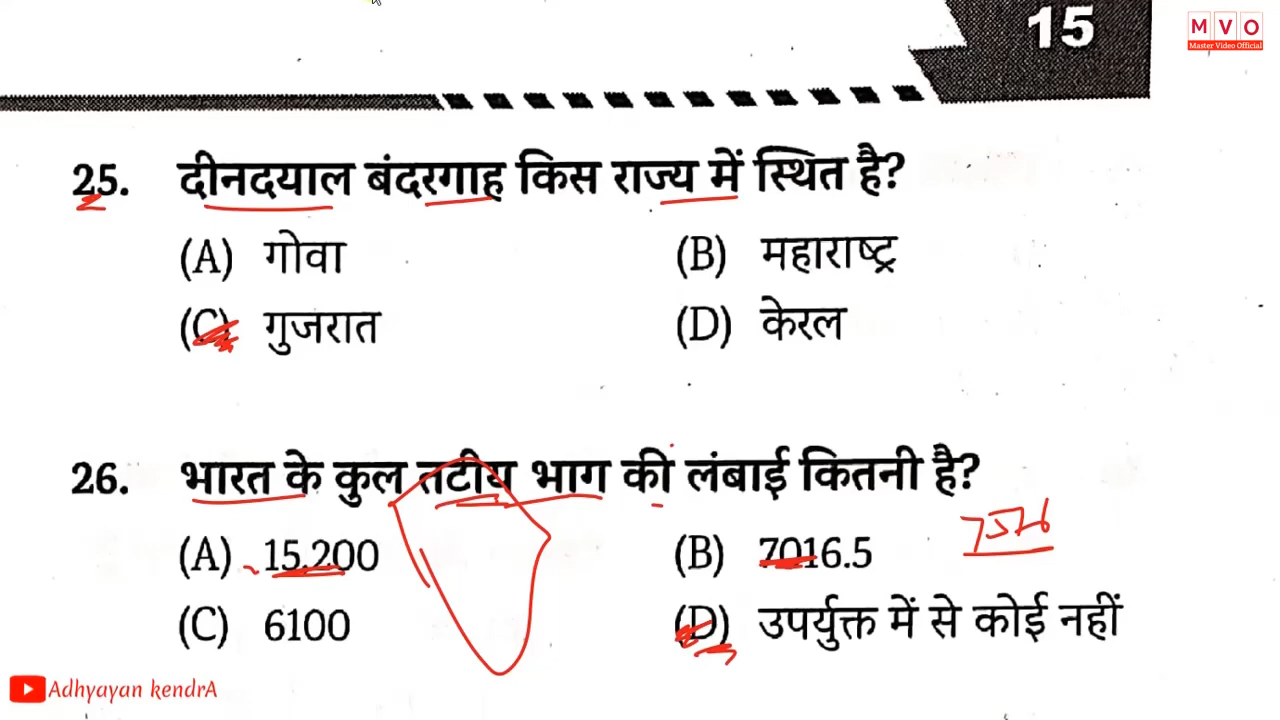 15
M V O
Master Video Official
25. दीनदयाल बंदरगाह किस राज्य में स्थित है?
(A) गोवा (B) महाराष्ट्र
(C) गुजरात (D) केरल
26. भारत के कुल तटीय भाग की लंबाई कितनी है?
7516
(A) 15.200 (B) 7016.5
(C) 6100 (D) उपर्युक्त में से कोई नहीं
Adhyayan kendrA